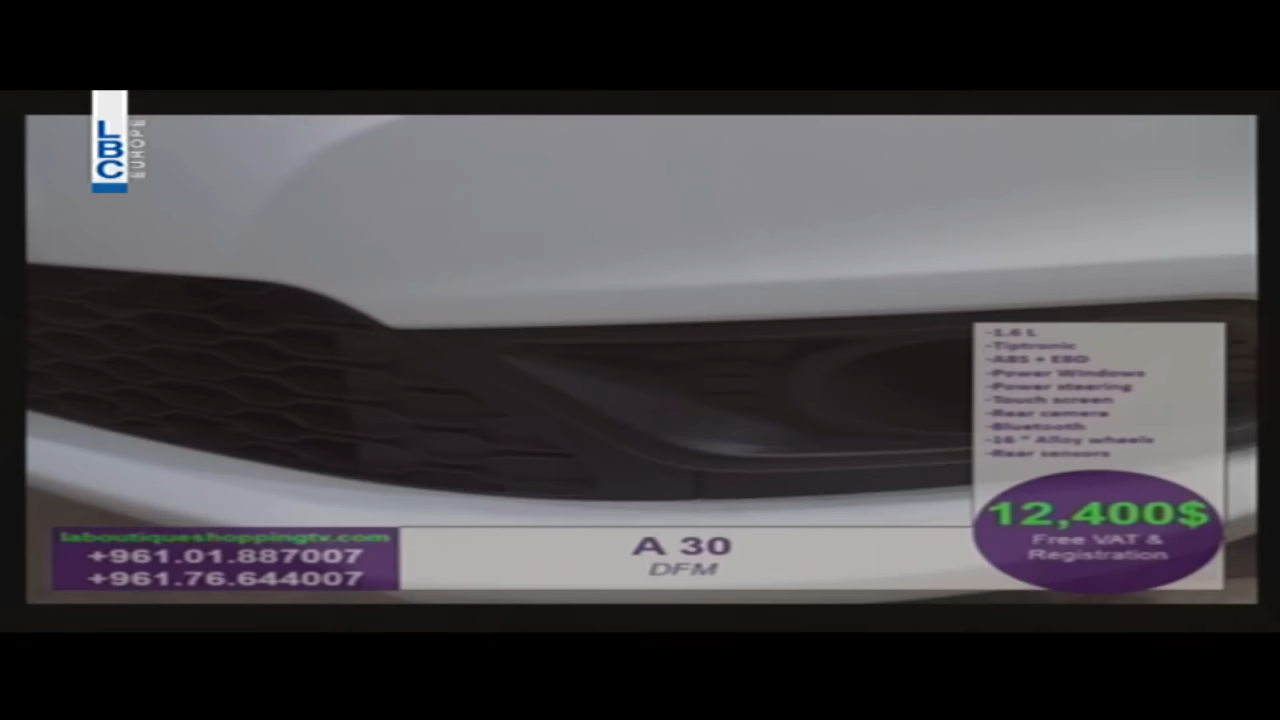 LBC
EUROPE
-1.6 L
-Tiptronic
-ABS + EBD
-Power Windows
-Power steering
-Touch screen
-Rear camera
-Bluetooth
-16 " Alloy wheels
-Rear sensors
12,400$
Free VAT &
Registration
laboutiqueshoppingtv.com
+961.01.887007
+961.76.644007
A 30
DFM